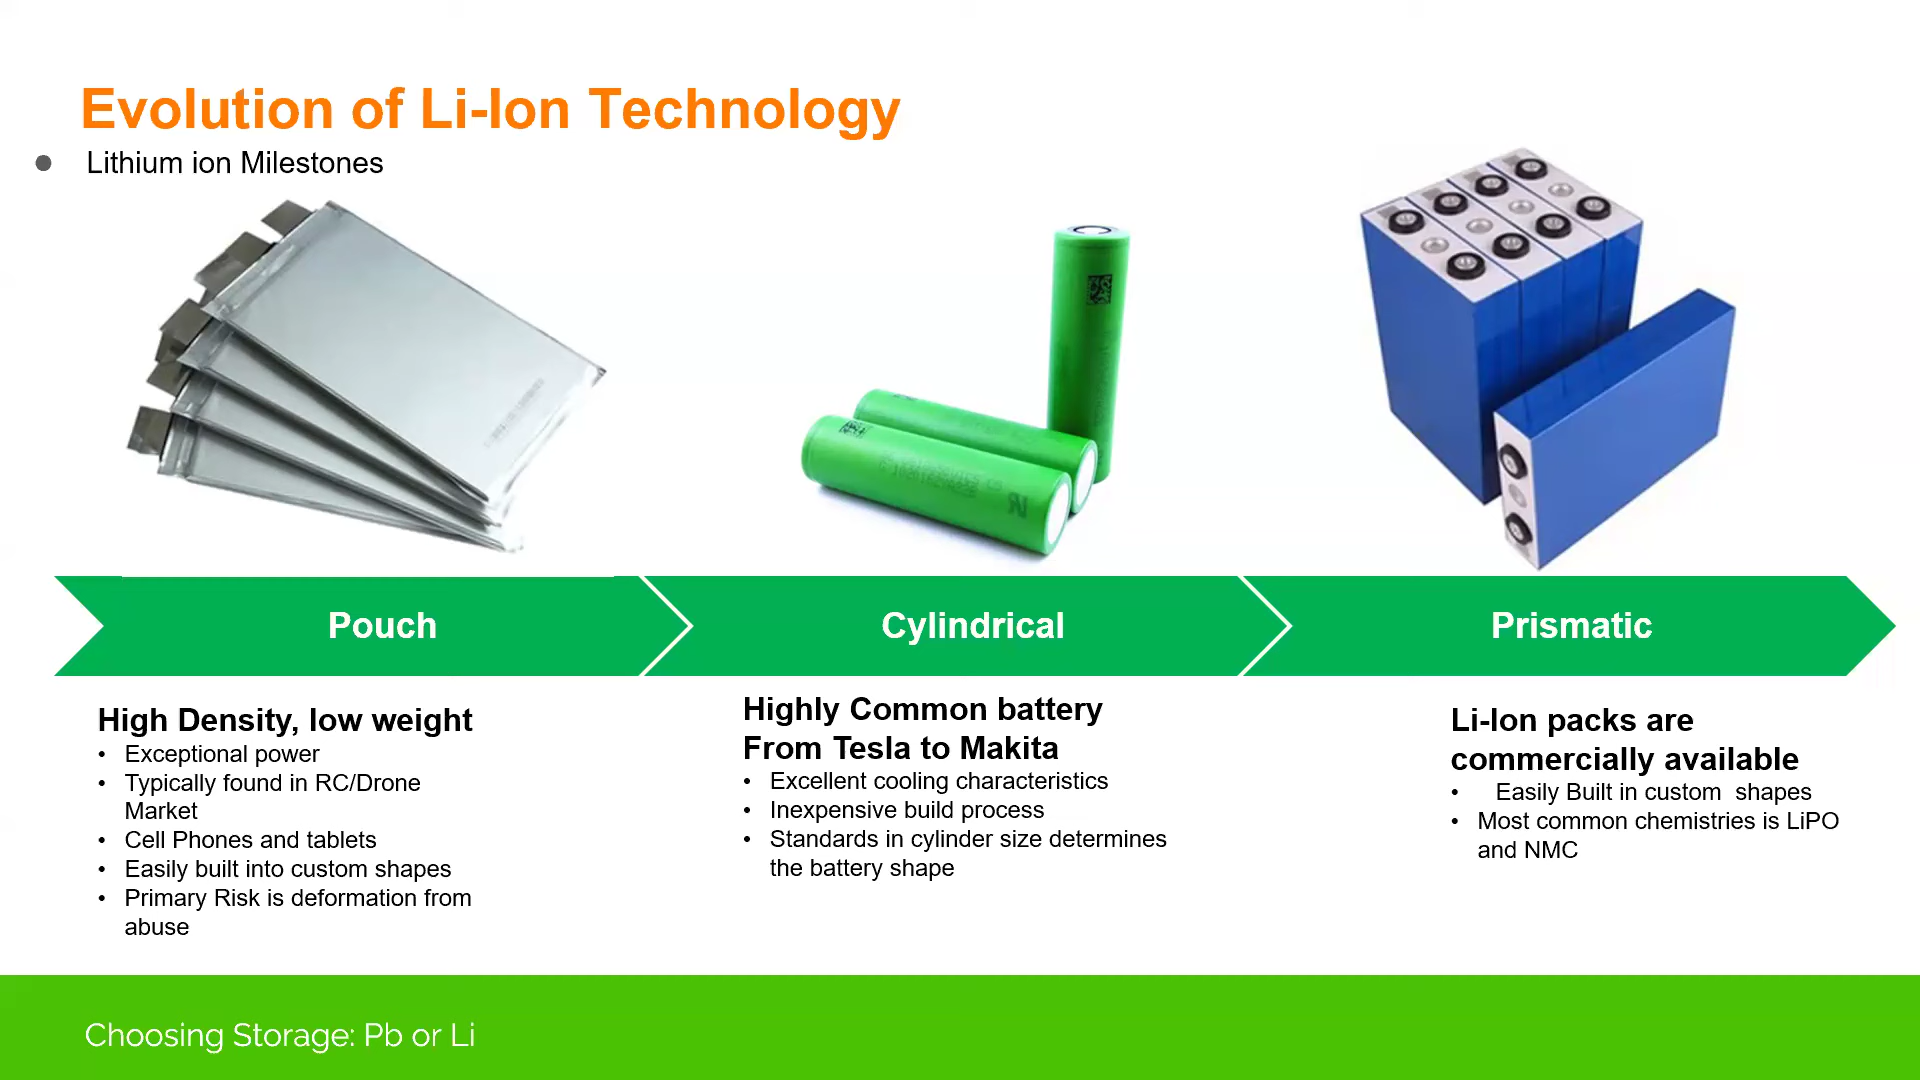 Evolution of Li-Ion Technology
● Lithium ion Milestones
Pouch
Cylindrical
Prismatic
High Density, low weight
• Exceptional power
• Typically found in RC/Drone
Market
• Cell Phones and tablets
• Easily built into custom shapes
• Primary Risk is deformation from
abuse
Highly Common battery
From Tesla to Makita
• Excellent cooling characteristics
• Inexpensive build process
• Standards in cylinder size determines
the battery shape
Li-Ion packs are
commercially available
• Easily Built in custom  shapes
• Most common chemistries is LiPO
and NMC
Choosing Storage: Pb or Li